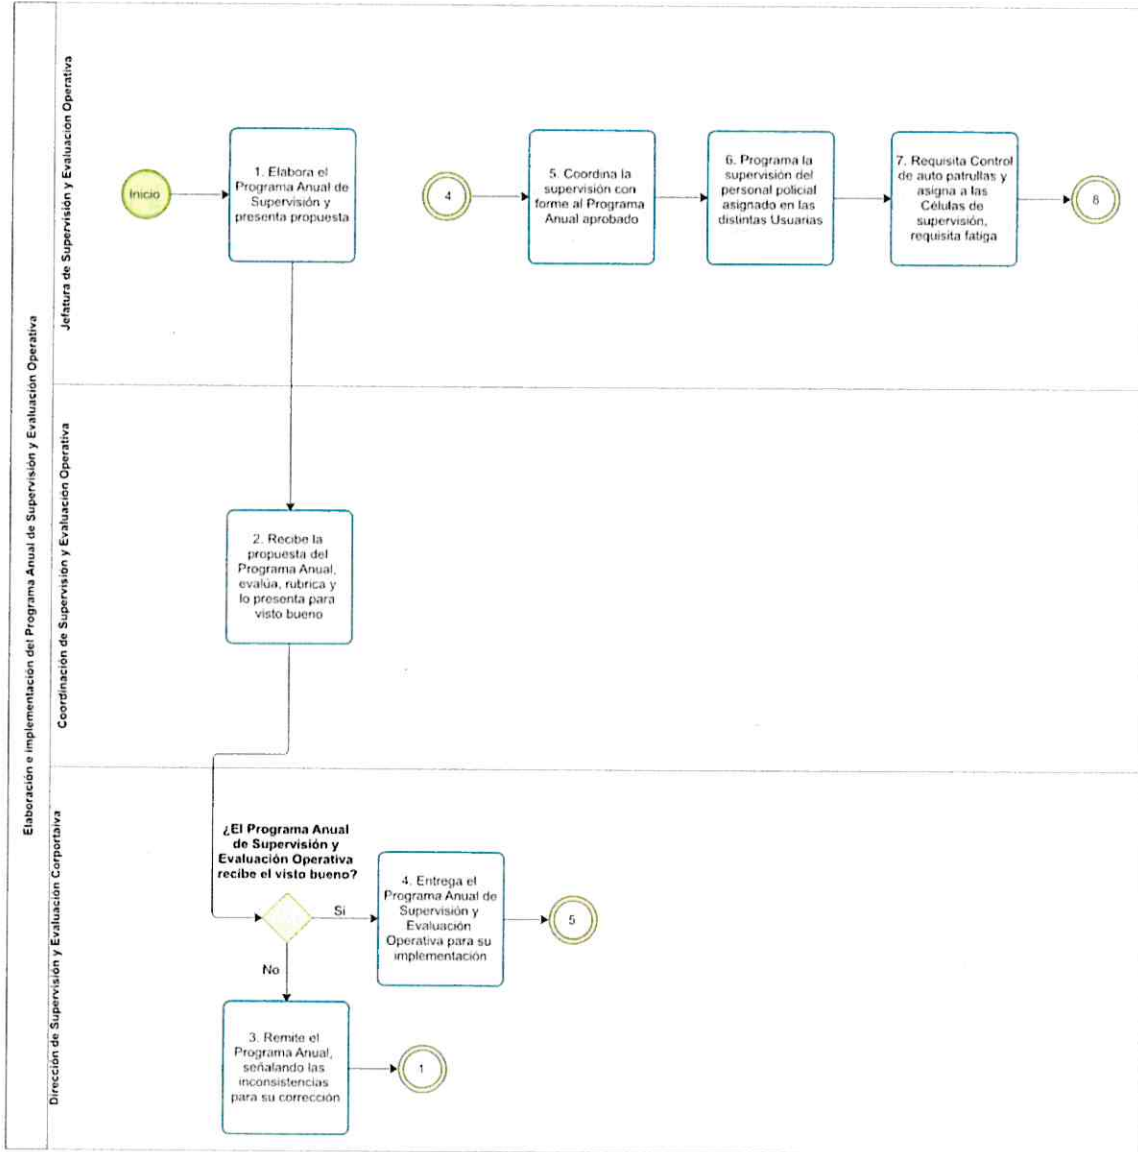 Elaboración e implementación del Programa Anual de Supervisión y Evaluación Operativa
Jefatura de Supervisión y Evaluación Operativa
Inicio
1. Elabora el
Programa Anual de
Supervisión y
presenta propuesta
4
5. Coordina la
supervisión con
forme al Programa
Anual aprobado
6. Programa la
supervisión del
personal policial
asignado en las
distintas Usuarias
7. Requisita Control
de auto patrullas y
asigna a las
Células de
supervisión,
requisita fatiga
8
Coordinación de Supervisión y Evaluación Operativa
2. Recibe la
propuesta del
Programa Anual,
evalúa, rubrica y
lo presenta para
visto bueno
Dirección de Supervisión y Evaluación Corportaiva
¿El Programa Anual
de Supervisión y
Evaluación Operativa
recibe el visto bueno?
Si
4. Entrega el
Programa Anual de
Supervisión y
Evaluación
Operativa para su
implementación
5
No
3. Remite el
Programa Anual,
señalando las
inconsistencias
para su corrección
1